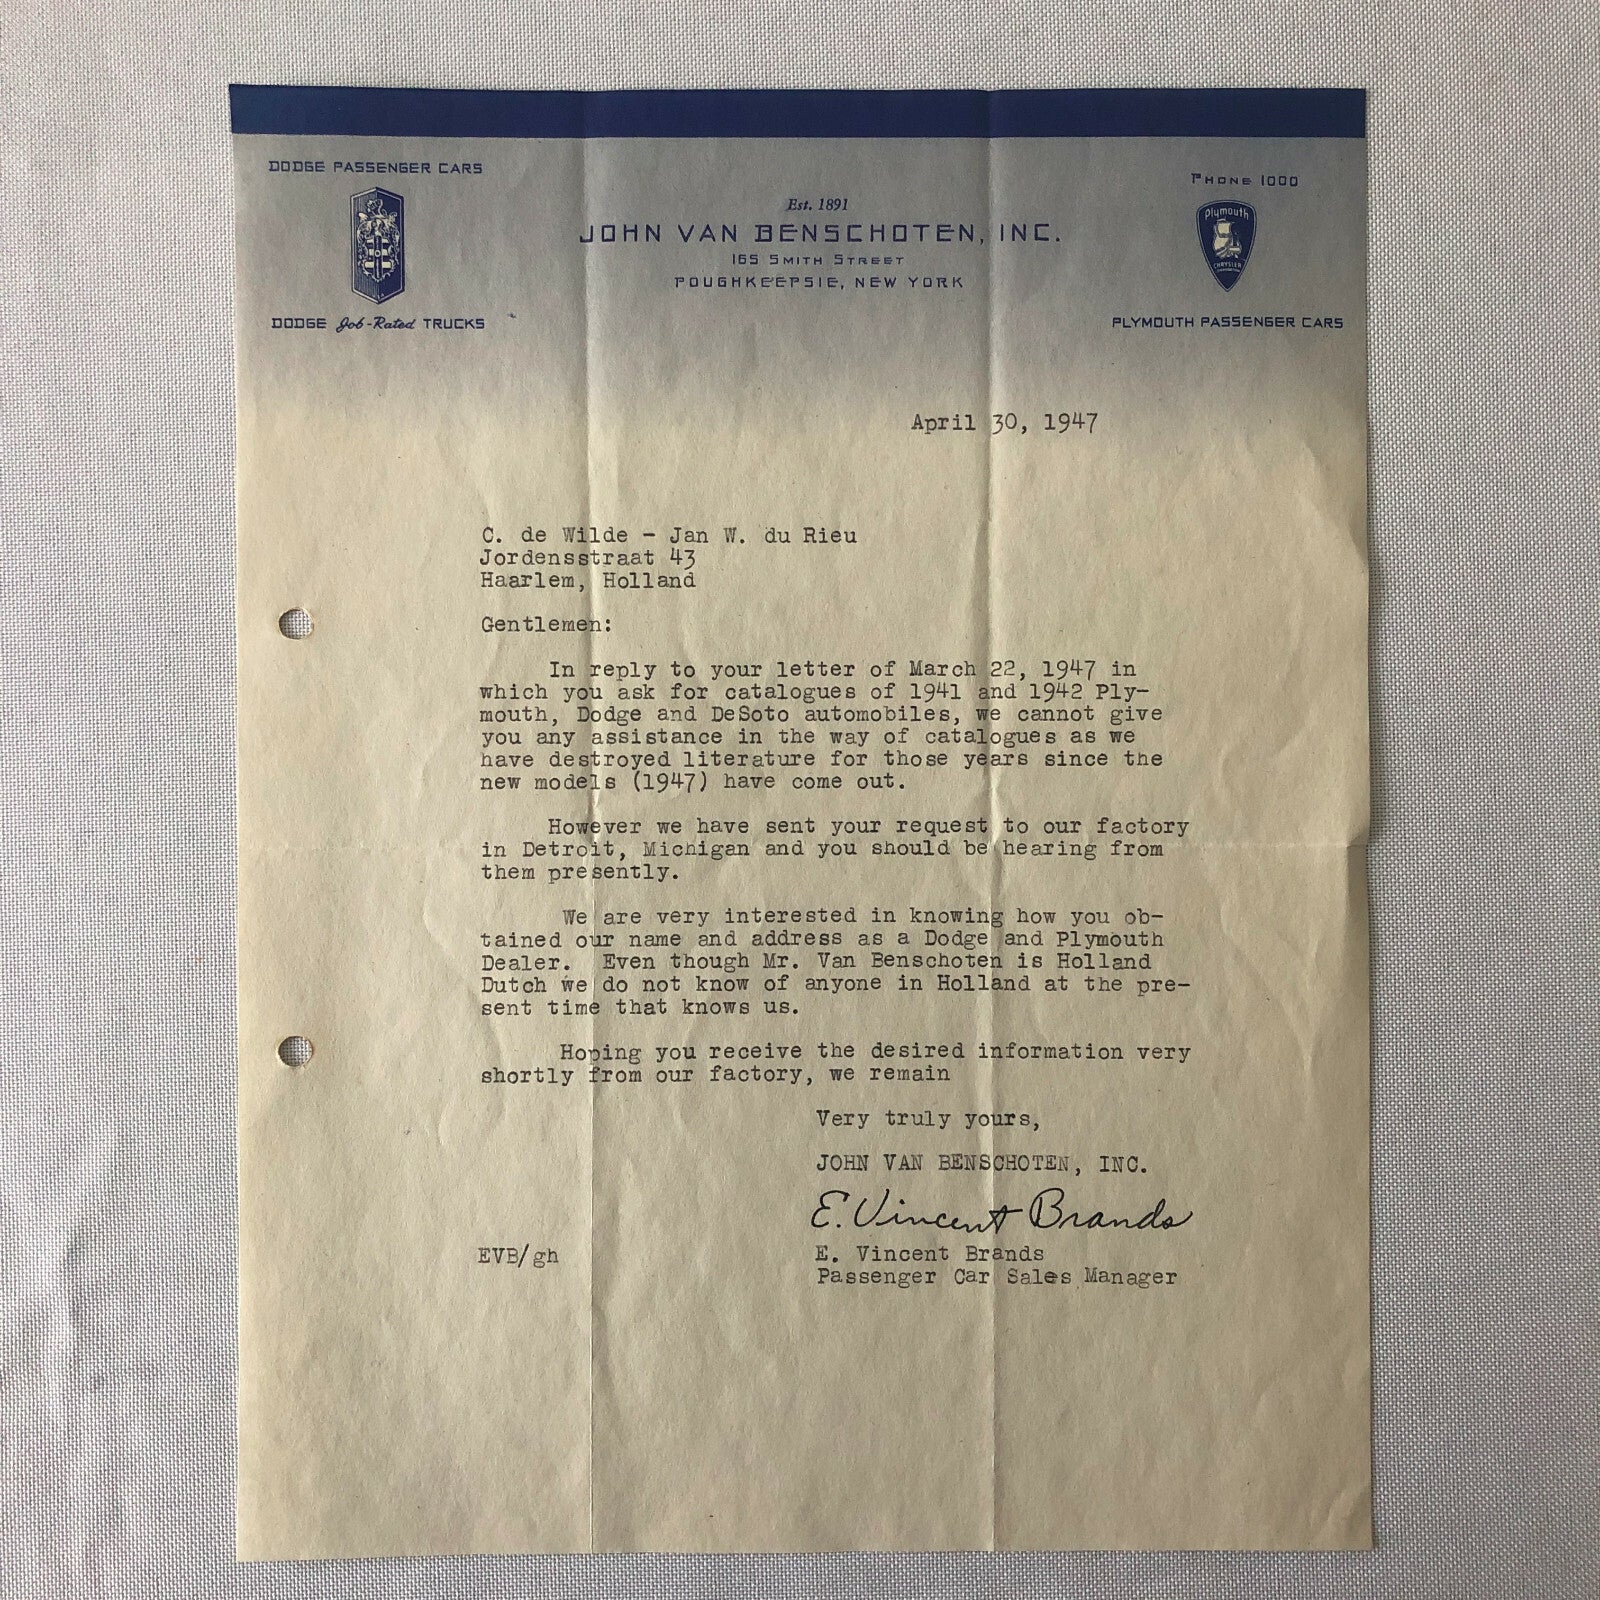 DODGE PASSENGER CARS
DODGE Job-Rated TRUCKS
Est. 1891
JOHN VAN BENSCHOTEN, INC.
165 SMITH STREET
POUGHKEEPSIE, NEW YORK
PHONE 1000
Plymouth
CHRYSLER
PLYMOUTH PASSENGER CARS
April 30, 1947
C. de Wilde - Jan W. du Rieu
Jordensstraat 43
Haarlem, Holland
Gentlemen:
In reply to your letter of March 22, 1947 in
which you ask for catalogues of 1941 and 1942 Ply-
mouth, Dodge and DeSoto automobiles, we cannot give
you any assistance in the way of catalogues as we
have destroyed literature for those years since the
new models (1947) have come out.
However we have sent your request to our factory
in Detroit, Michigan and you should be hearing from
them presently.
We are very interested in knowing how you ob-
tained our name and address as a Dodge and Plymouth
Dealer. Even though Mr. Van Benschoten is Holland
Dutch we do not know of anyone in Holland at the pre-
sent time that knows us.
Hoping you receive the desired information very
shortly from our factory, we remain
Very truly yours,
JOHN VAN BENSCHOTEN, INC.
E. Vincent Brands
E. Vincent Brands
Passenger Car Sales Manager
EVB/gh